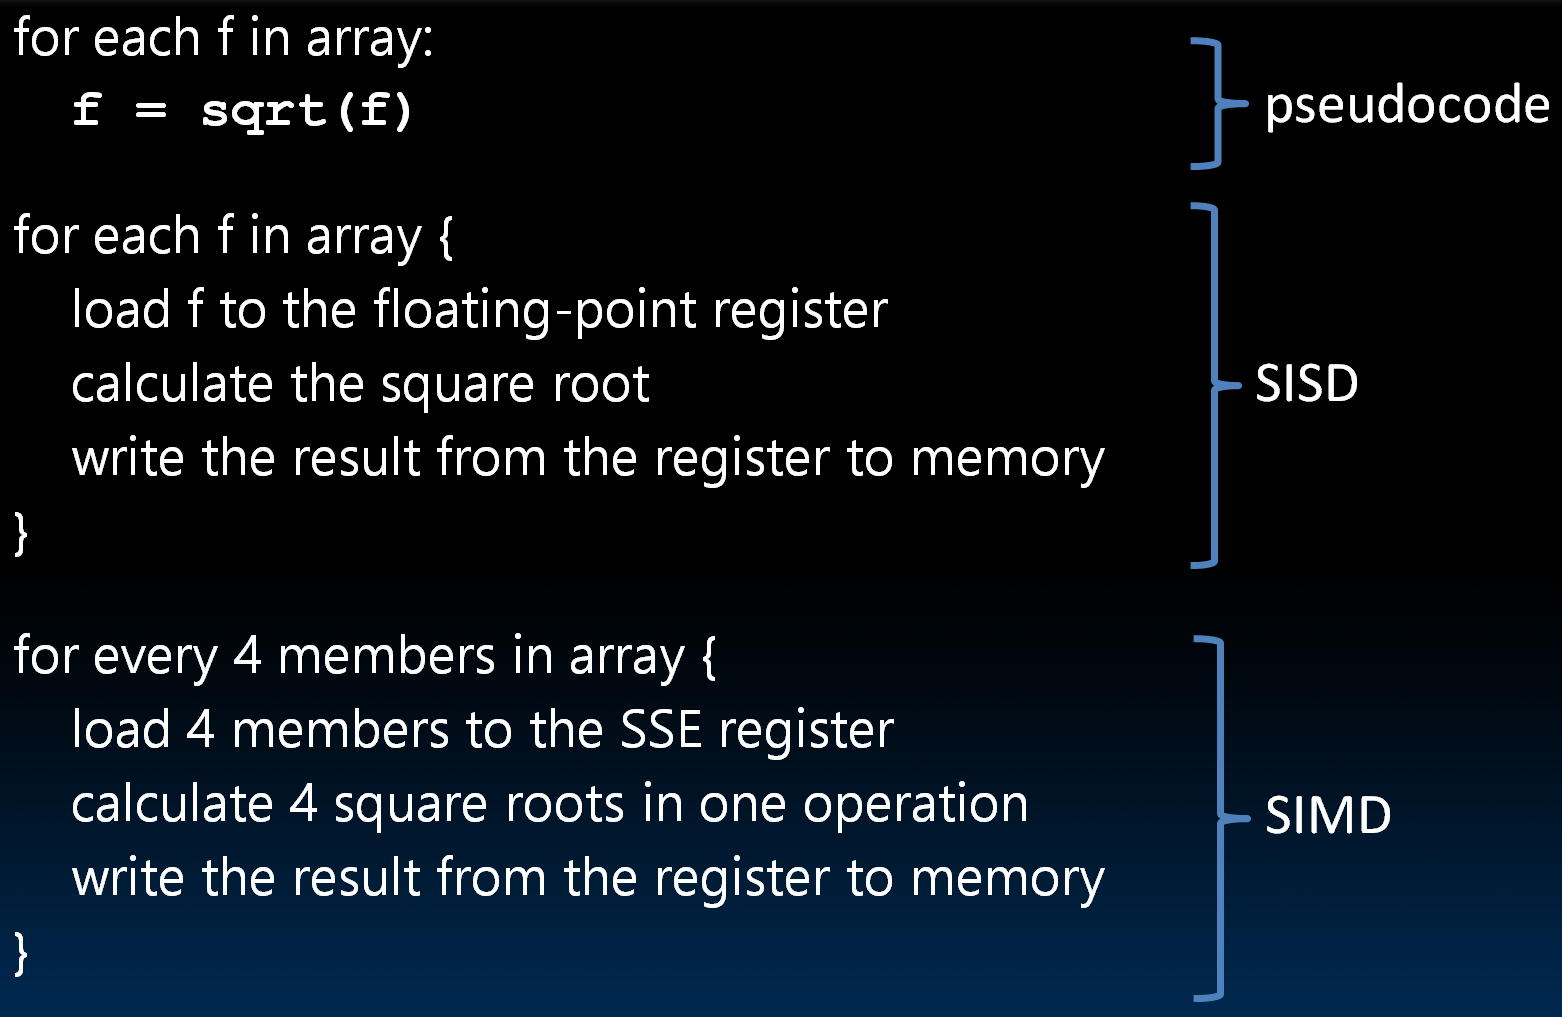 for each f in array:
f = sqrt(f)
pseudocode
for each f in array {
load f to the floating-point register
calculate the square root
write the result from the register to memory
}
SISD
for every 4 members in array {
load 4 members to the SSE register
calculate 4 square roots in one operation
write the result from the register to memory
}
SIMD